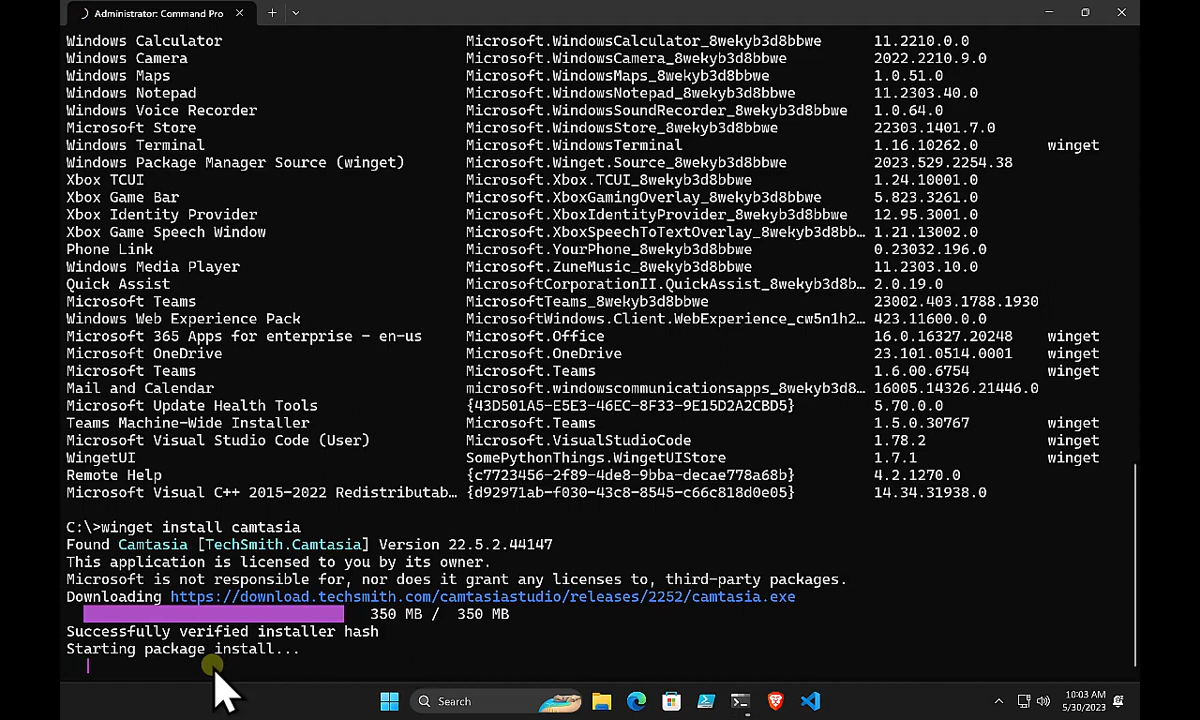 Administrator: Command Pro
Windows Calculator Microsoft.WindowsCalculator_8wekyb3d8bbwe 11.2210.0.0
Windows Camera Microsoft.WindowsCamera_8wekyb3d8bbwe 2022.2210.9.0
Windows Maps Microsoft.WindowsMaps_8wekyb3d8bbwe 1.0.51.0
Windows Notepad Microsoft.WindowsNotepad_8wekyb3d8bbwe 11.2303.40.0
Windows Voice Recorder Microsoft.WindowsSoundRecorder_8wekyb3d8bbwe 1.0.64.0
Microsoft Store Microsoft.WindowsStore_8wekyb3d8bbwe 22303.1401.7.0
Windows Terminal Microsoft.WindowsTerminal 1.16.10262.0 winget
Windows Package Manager Source (winget) Microsoft.Winget.Source_8wekyb3d8bbwe 2023.529.2254.38
Xbox TCUI Microsoft.Xbox.TCUI_8wekyb3d8bbwe 1.24.10001.0
Xbox Game Bar Microsoft.XboxGamingOverlay_8wekyb3d8bbwe 5.823.3261.0
Xbox Identity Provider Microsoft.XboxIdentityProvider_8wekyb3d8bbwe 12.95.3001.0
Xbox Game Speech Window Microsoft.XboxSpeechToTextOverlay_8wekyb3d8bb… 1.21.13002.0
Phone Link Microsoft.YourPhone_8wekyb3d8bbwe 0.23032.196.0
Windows Media Player Microsoft.ZuneMusic_8wekyb3d8bbwe 11.2303.10.0
Quick Assist MicrosoftCorporationII.QuickAssist_8wekyb3d8b… 2.0.19.0
Microsoft Teams MicrosoftTeams_8wekyb3d8bbwe 23002.403.1788.1930
Windows Web Experience Pack MicrosoftWindows.Client.WebExperience_cw5n1h2… 423.11600.0.0
Microsoft 365 Apps for enterprise - en-us Microsoft.Office 16.0.16327.20248 winget
Microsoft OneDrive Microsoft.OneDrive 23.101.0514.0001 winget
Microsoft Teams Microsoft.Teams 1.6.00.6754 winget
Mail and Calendar microsoft.windowscommunicationsapps_8wekyb3d8… 16005.14326.21446.0
Microsoft Update Health Tools {43D501A5-E5E3-46EC-8F33-9E15D2A2CBD5} 5.70.0.0
Teams Machine-Wide Installer Microsoft.Teams 1.5.0.30767 winget
Microsoft Visual Studio Code (User) Microsoft.VisualStudioCode 1.78.2 winget
WingetUI SomePythonThings.WingetUIStore 1.7.1 winget
Remote Help {c7723456-2f89-4de8-9bba-decae778a68b} 4.2.1270.0
Microsoft Visual C++ 2015-2022 Redistributab… {d92971ab-f030-43c8-8545-c66c818d0e05} 14.34.31938.0
C:\>winget install camtasia
Found Camtasia [TechSmith.Camtasia] Version 22.5.2.44147
This application is licensed to you by its owner.
Microsoft is not responsible for, nor does it grant any licenses to, third-party packages.
Downloading https://download.techsmith.com/camtasiastudio/releases/2252/camtasia.exe
350 MB / 350 MB
Successfully verified installer hash
Starting package install...
Search
10:03 AM
5/30/2023